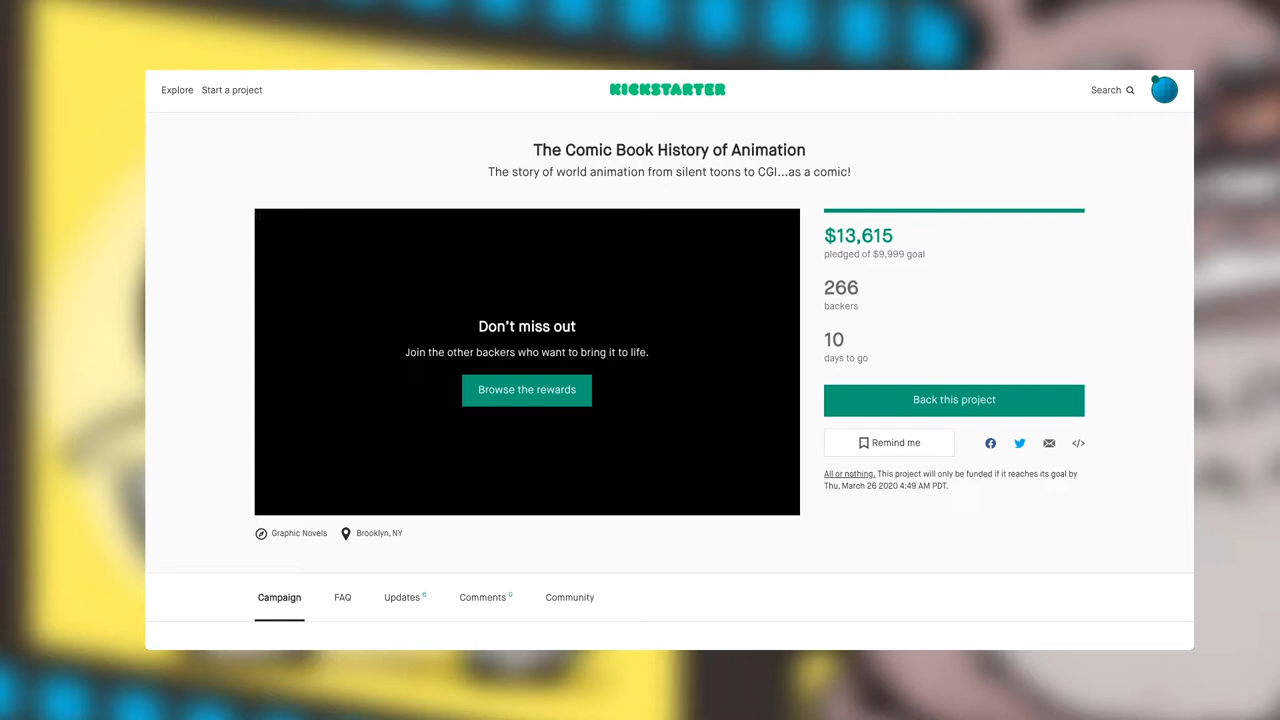 Explore Start a project KICKSTARTER Search
The Comic Book History of Animation
The story of world animation from silent toons to CGI...as a comic!
$13,615
pledged of $9,999 goal
266
backers
10
days to go
Don't miss out
Join the other backers who want to bring it to life.
Browse the rewards
Back this project
Remind me </>
All or nothing. This project will only be funded if it reaches its goal by
Thu, March 26 2020 4:49 AM PDT.
Graphic Novels Brooklyn, NY
Campaign FAQ Updates 6 Comments 0 Community